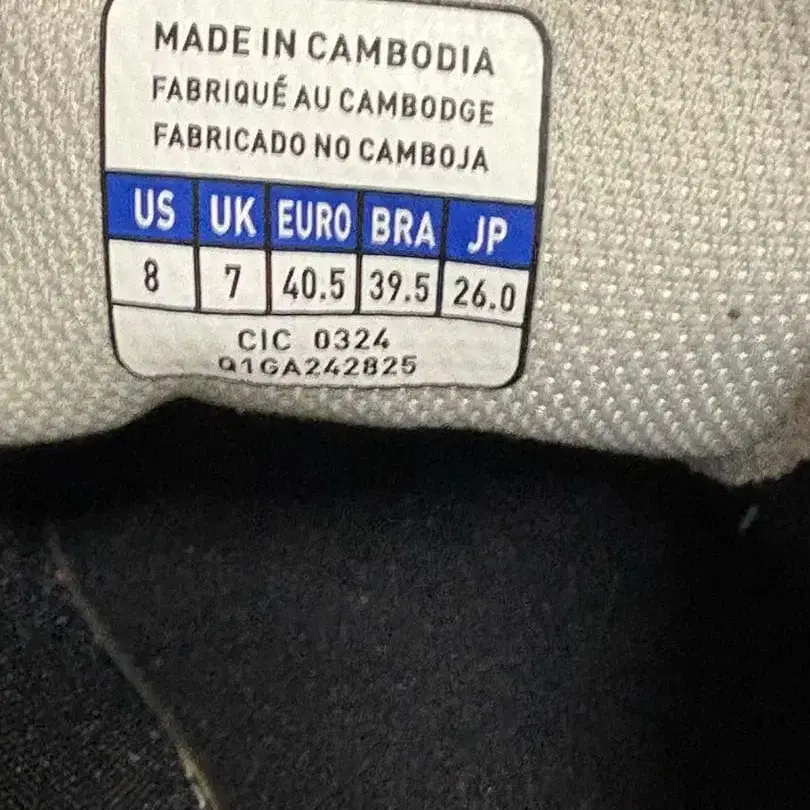 MADE IN CAMBODIA
FABRIQUÉ AU CAMBODGE
FABRICADO NO CAMBOJA
US UK EURO BRA JP
8 7 40.5 39.5 26.0
CIC 0324
Q1GA242825